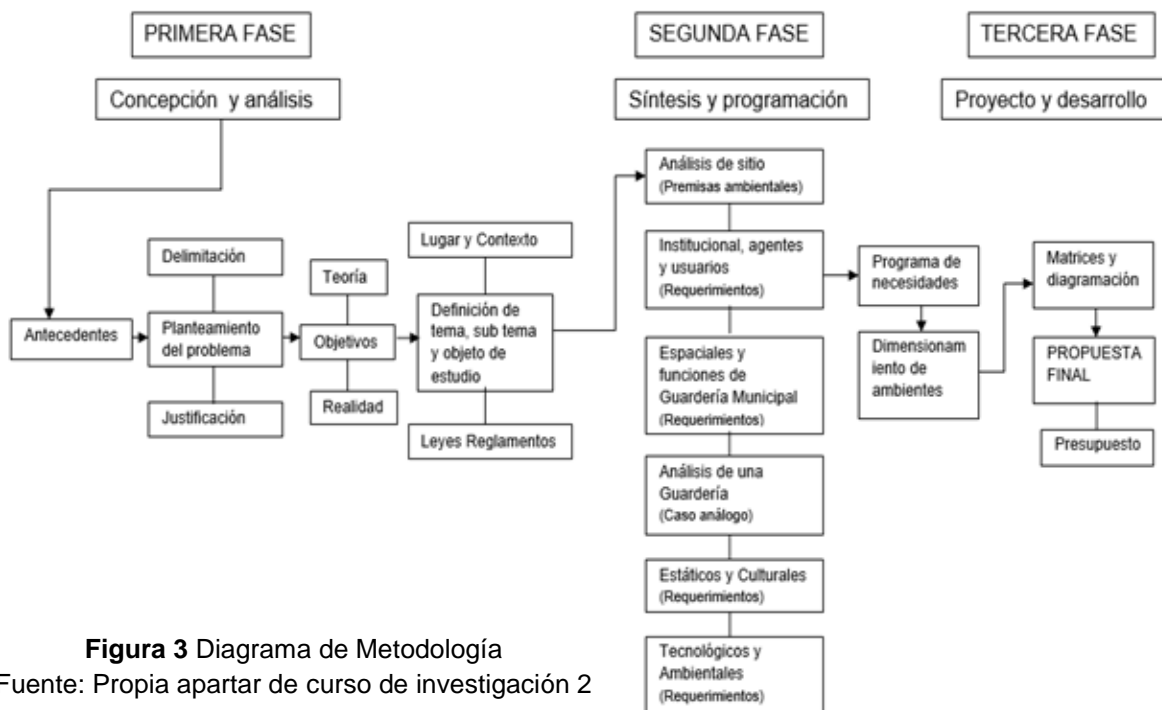 PRIMERA FASE
SEGUNDA FASE
TERCERA FASE
Concepción y análisis
Síntesis y programación
Proyecto y desarrollo
Antecedentes
Delimitación
Planteamiento
del problema
Justificación
Teoría
Objetivos
Realidad
Lugar y Contexto
Definición de
tema, sub tema
y objeto de
estudio
Leyes Reglamentos
Análisis de sitio
(Premisas ambientales)
Institucional, agentes
y usuarios
(Requerimientos)
Espaciales y
funciones de
Guardería Municipal
(Requerimientos)
Análisis de una
Guardería
(Caso análogo)
Estáticos y Culturales
(Requerimientos)
Tecnológicos y
Ambientales
(Requerimientos)
Programa de
necesidades
Dimensionam
iento de
ambientes
Matrices y
diagramación
PROPUESTA
FINAL
Presupuesto
Figura 3 Diagrama de Metodología
Fuente: Propia apartar de curso de investigación 2